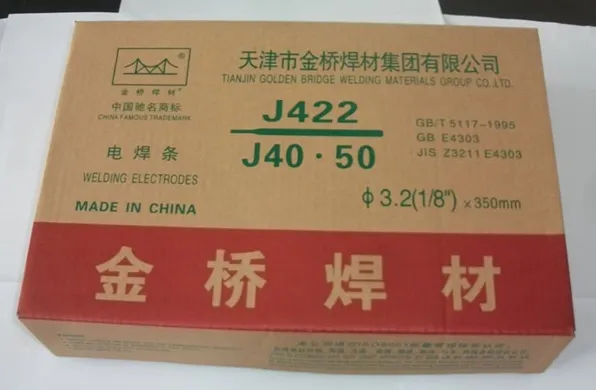 天津市金桥焊材集团有限公司
TIANJIN GOLDEN BRIDGE WELDING MATERIALS GROUP CO.,LTD.
金桥焊材
中国驰名商标
CHINA FAMOUS TRADEMARK
J422
J40·50
GB/T 5117-1995
GB E4303
JIS Z3211 E4303
电焊条
WELDING ELECTRODES
MADE IN CHINA
ф3.2(1/8")×350mm
金桥焊材